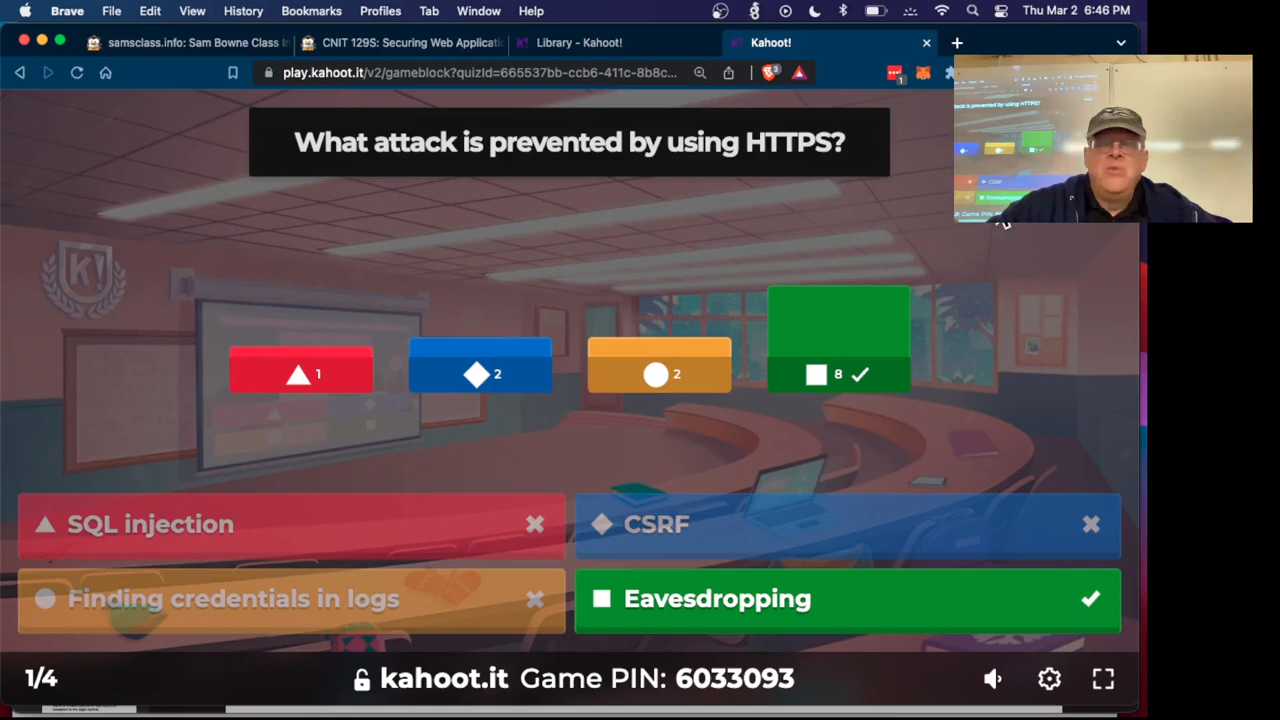 Brave File Edit View History Bookmarks Profiles Tab Window Help Thu Mar 2 6:46 PM
samsclass.info: Sam Bowne Class In CNIT 129S: Securing Web Applicati Library - Kahoot! Kahoot!
play.kahoot.it/v2/gameblock?quizId=665537bb-ccb6-411c-8b8c... 3 1
What attack is prevented by using HTTPS?
K!
1 2 2 8
SQL injection
CSRF
Finding credentials in logs
Eavesdropping
1/4 kahoot.it Game PIN: 6033093